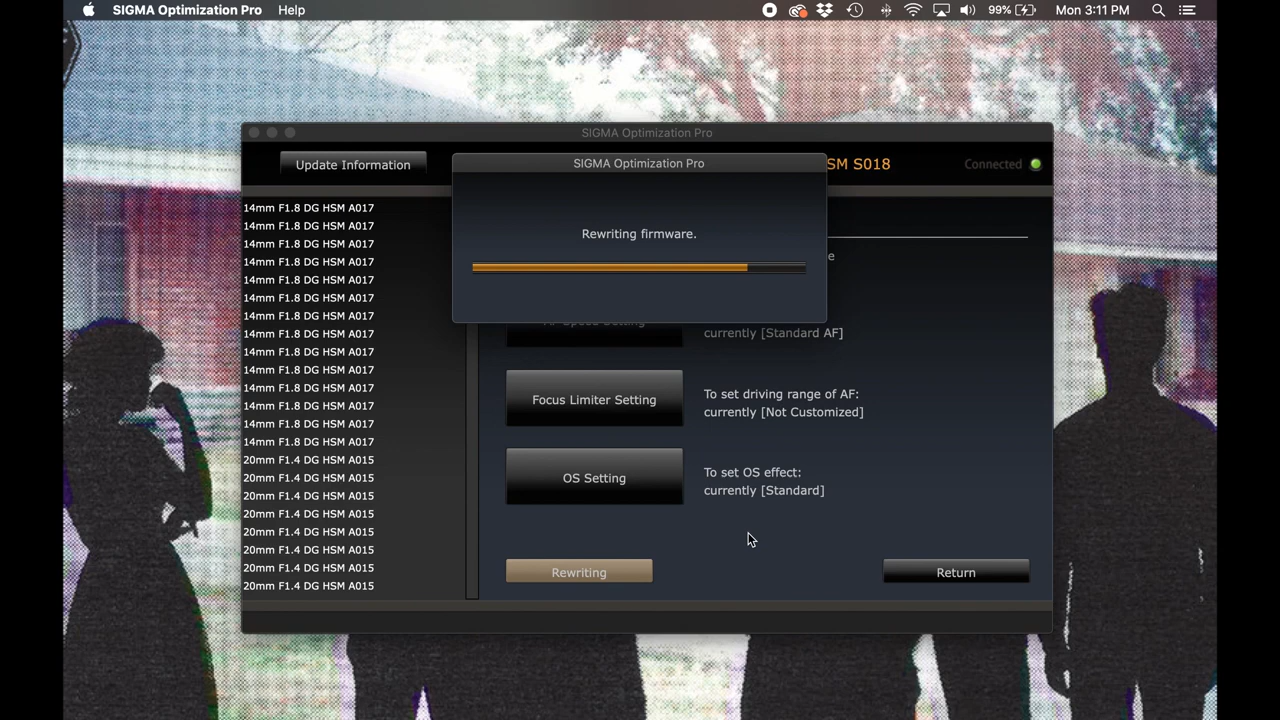 SIGMA Optimization Pro Help 99% Mon 3:11 PM
SIGMA Optimization Pro
Update Information
SM S018
Connected
SIGMA Optimization Pro
Rewriting firmware.
14mm F1.8 DG HSM A017
14mm F1.8 DG HSM A017
14mm F1.8 DG HSM A017
14mm F1.8 DG HSM A017
14mm F1.8 DG HSM A017
14mm F1.8 DG HSM A017
14mm F1.8 DG HSM A017
14mm F1.8 DG HSM A017
14mm F1.8 DG HSM A017
14mm F1.8 DG HSM A017
14mm F1.8 DG HSM A017
14mm F1.8 DG HSM A017
14mm F1.8 DG HSM A017
14mm F1.8 DG HSM A017
20mm F1.4 DG HSM A015
20mm F1.4 DG HSM A015
20mm F1.4 DG HSM A015
20mm F1.4 DG HSM A015
20mm F1.4 DG HSM A015
20mm F1.4 DG HSM A015
20mm F1.4 DG HSM A015
20mm F1.4 DG HSM A015
e
currently [Standard AF]
Focus Limiter Setting
To set driving range of AF:
currently [Not Customized]
OS Setting
To set OS effect:
currently [Standard]
Rewriting
Return